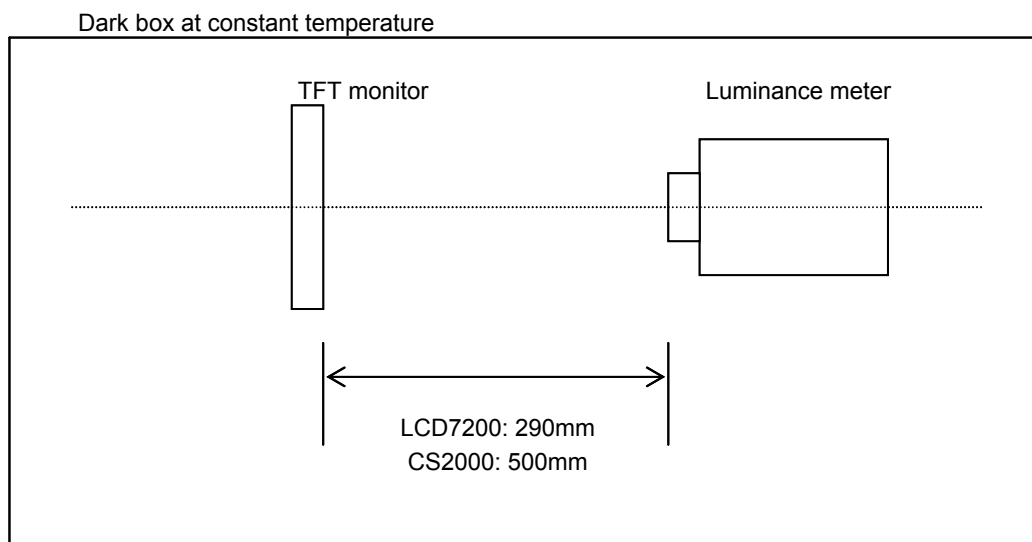 Dark box at constant temperature
TFT monitor
Luminance meter
LCD7200: 290mm
CS2000: 500mm